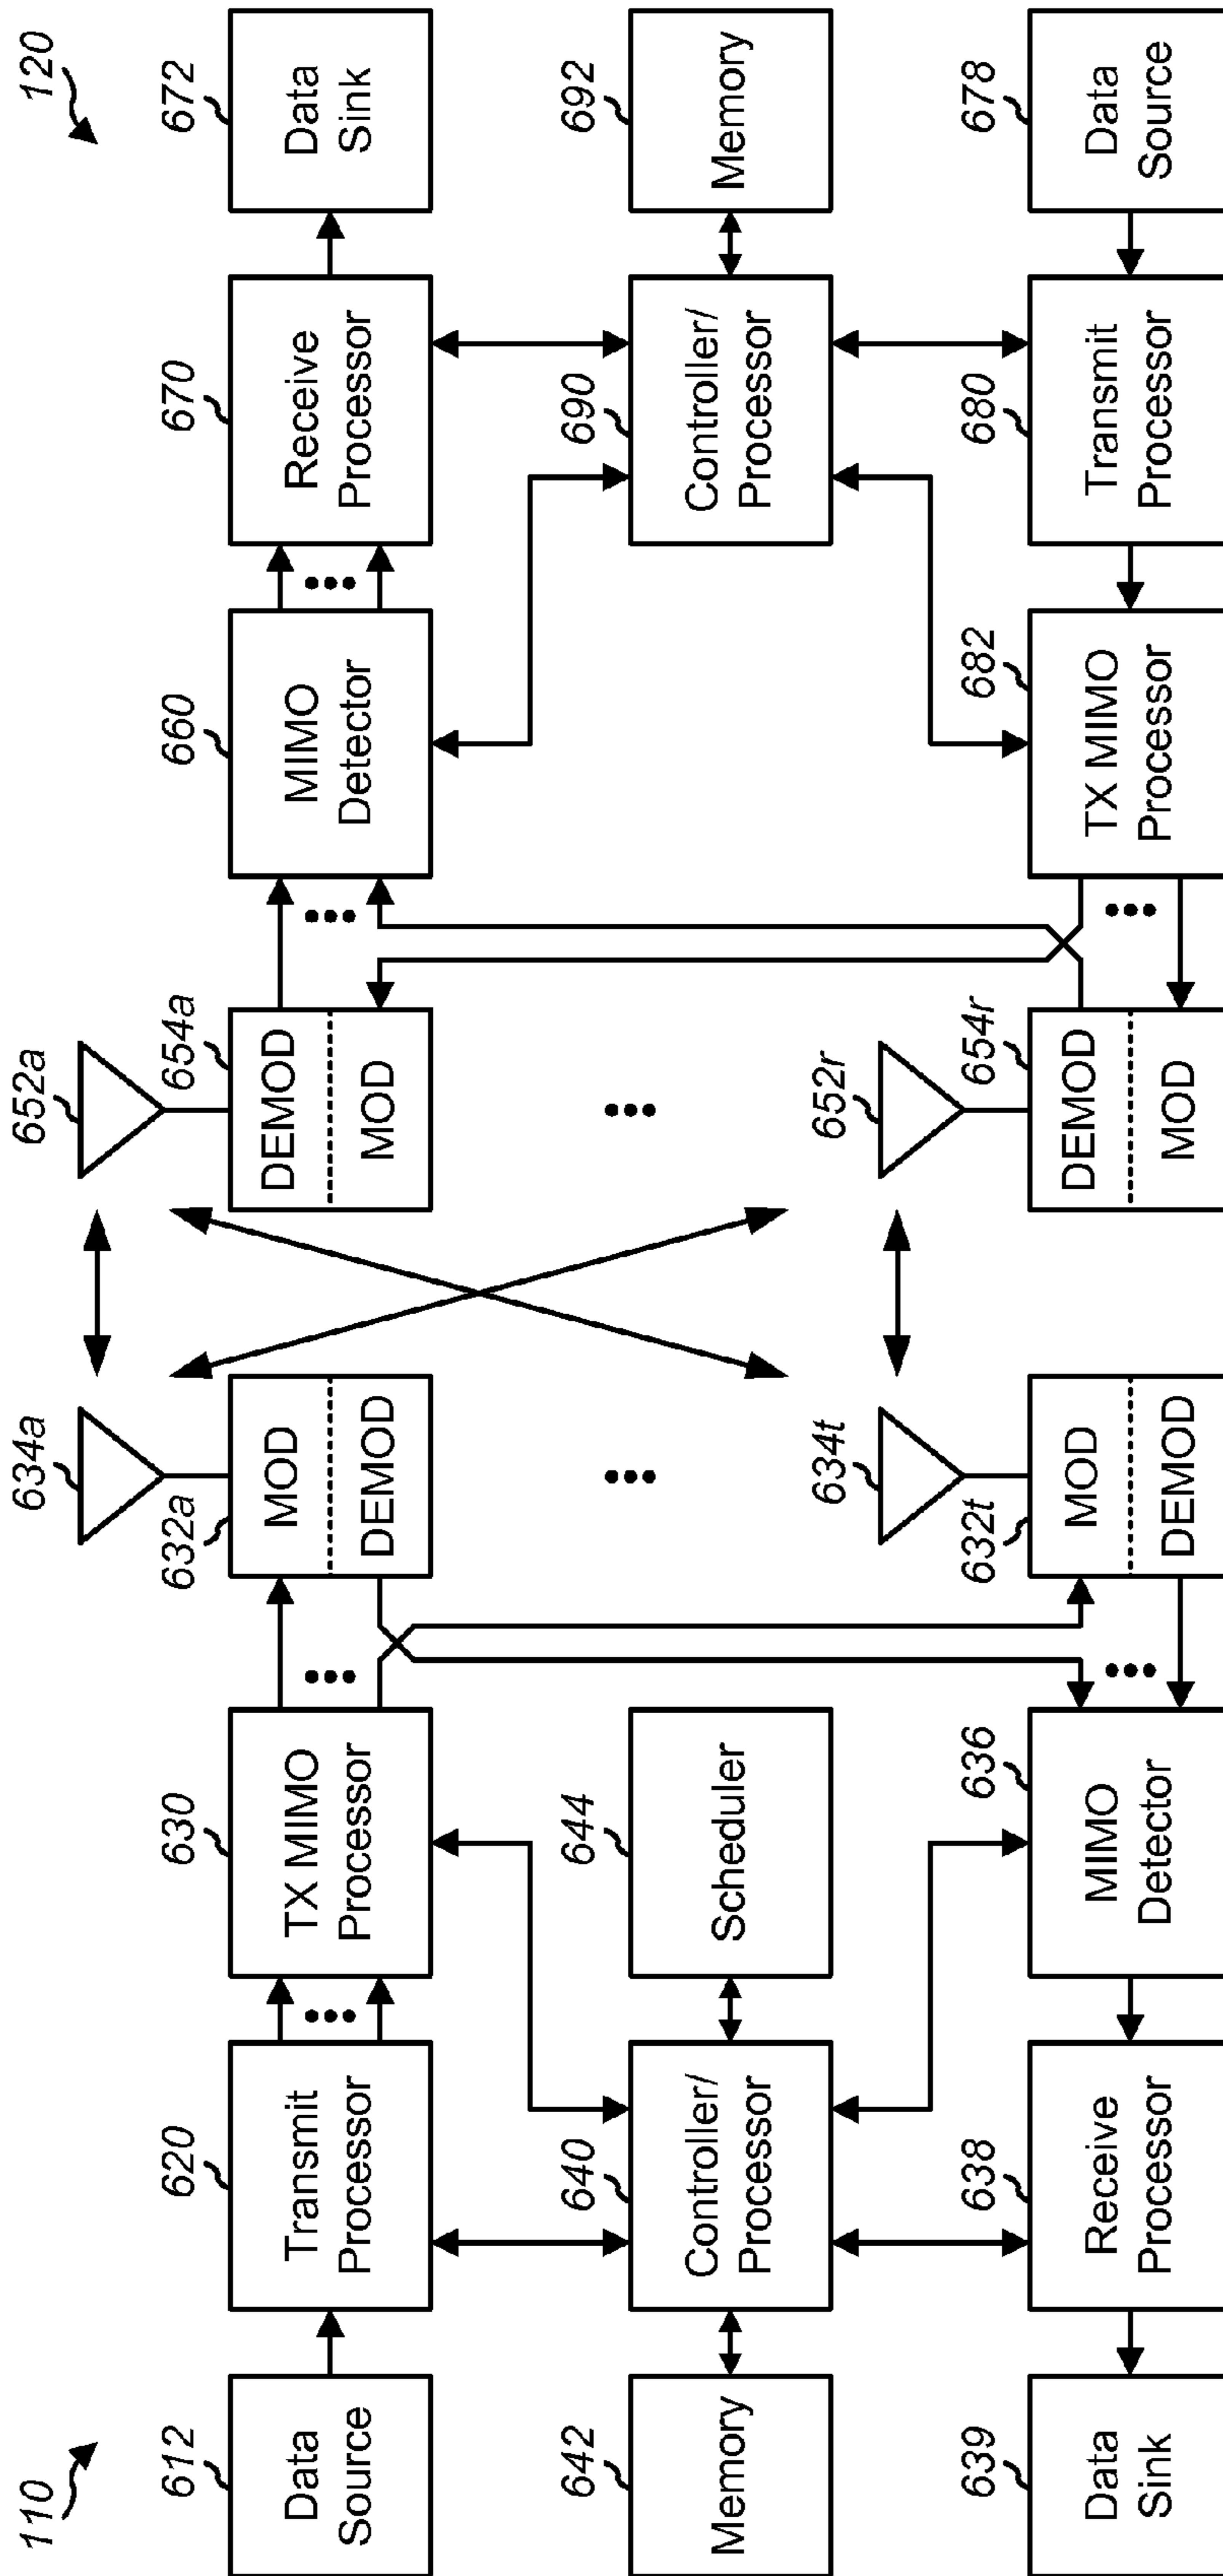 110
120
612
Data
Source
620
Transmit
Processor
630
TX MIMO
Processor
632a
634a
MOD
DEMOD
652a
654a
DEMOD
MOD
660
MIMO
Detector
670
Receive
Processor
672
Data
Sink
642
Memory
640
Controller/
Processor
644
Scheduler
690
Controller/
Processor
692
Memory
639
Data
Sink
638
Receive
Processor
636
MIMO
Detector
632t
634t
MOD
DEMOD
652r
654r
DEMOD
MOD
682
TX MIMO
Processor
680
Transmit
Processor
678
Data
Source